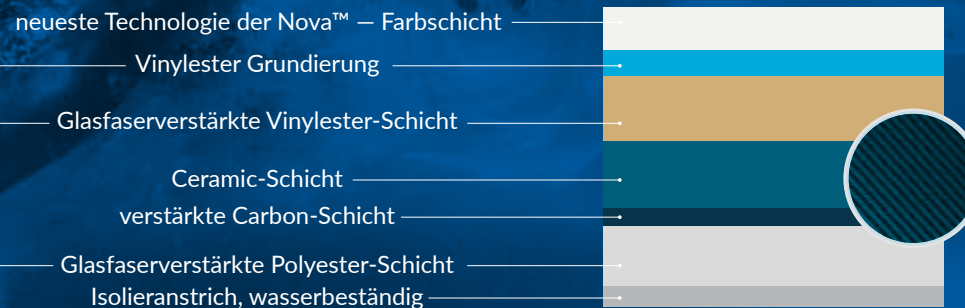 neueste Technologie der Nova™ — Farbschicht
Vinylester Grundierung
Glasfaserverstärkte Vinylester-Schicht
Ceramic-Schicht
verstärkte Carbon-Schicht
Glasfaserverstärkte Polyester-Schicht
Isolieranstrich, wasserbeständig